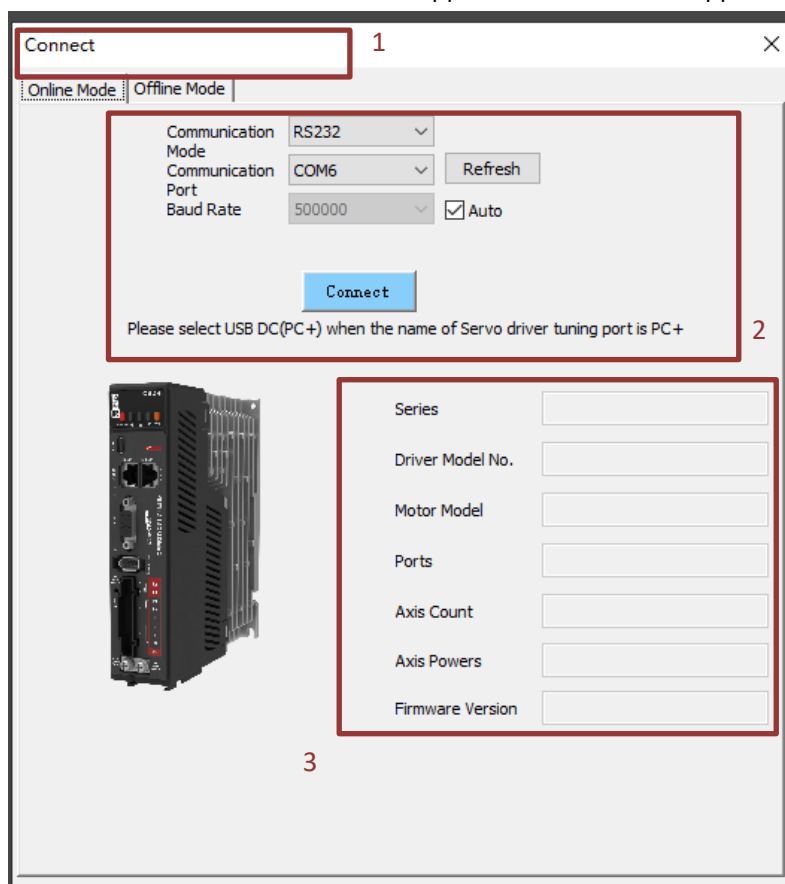 Connect
1
Online Mode
Offline Mode
Communication Mode
RS232
Communication Port
COM6
Refresh
Baud Rate
500000
Auto
Connect
Please select USB DC(PC+) when the name of Servo driver tuning port is PC+
2
Series
Driver Model No.
Motor Model
Ports
Axis Count
Axis Powers
Firmware Version
3